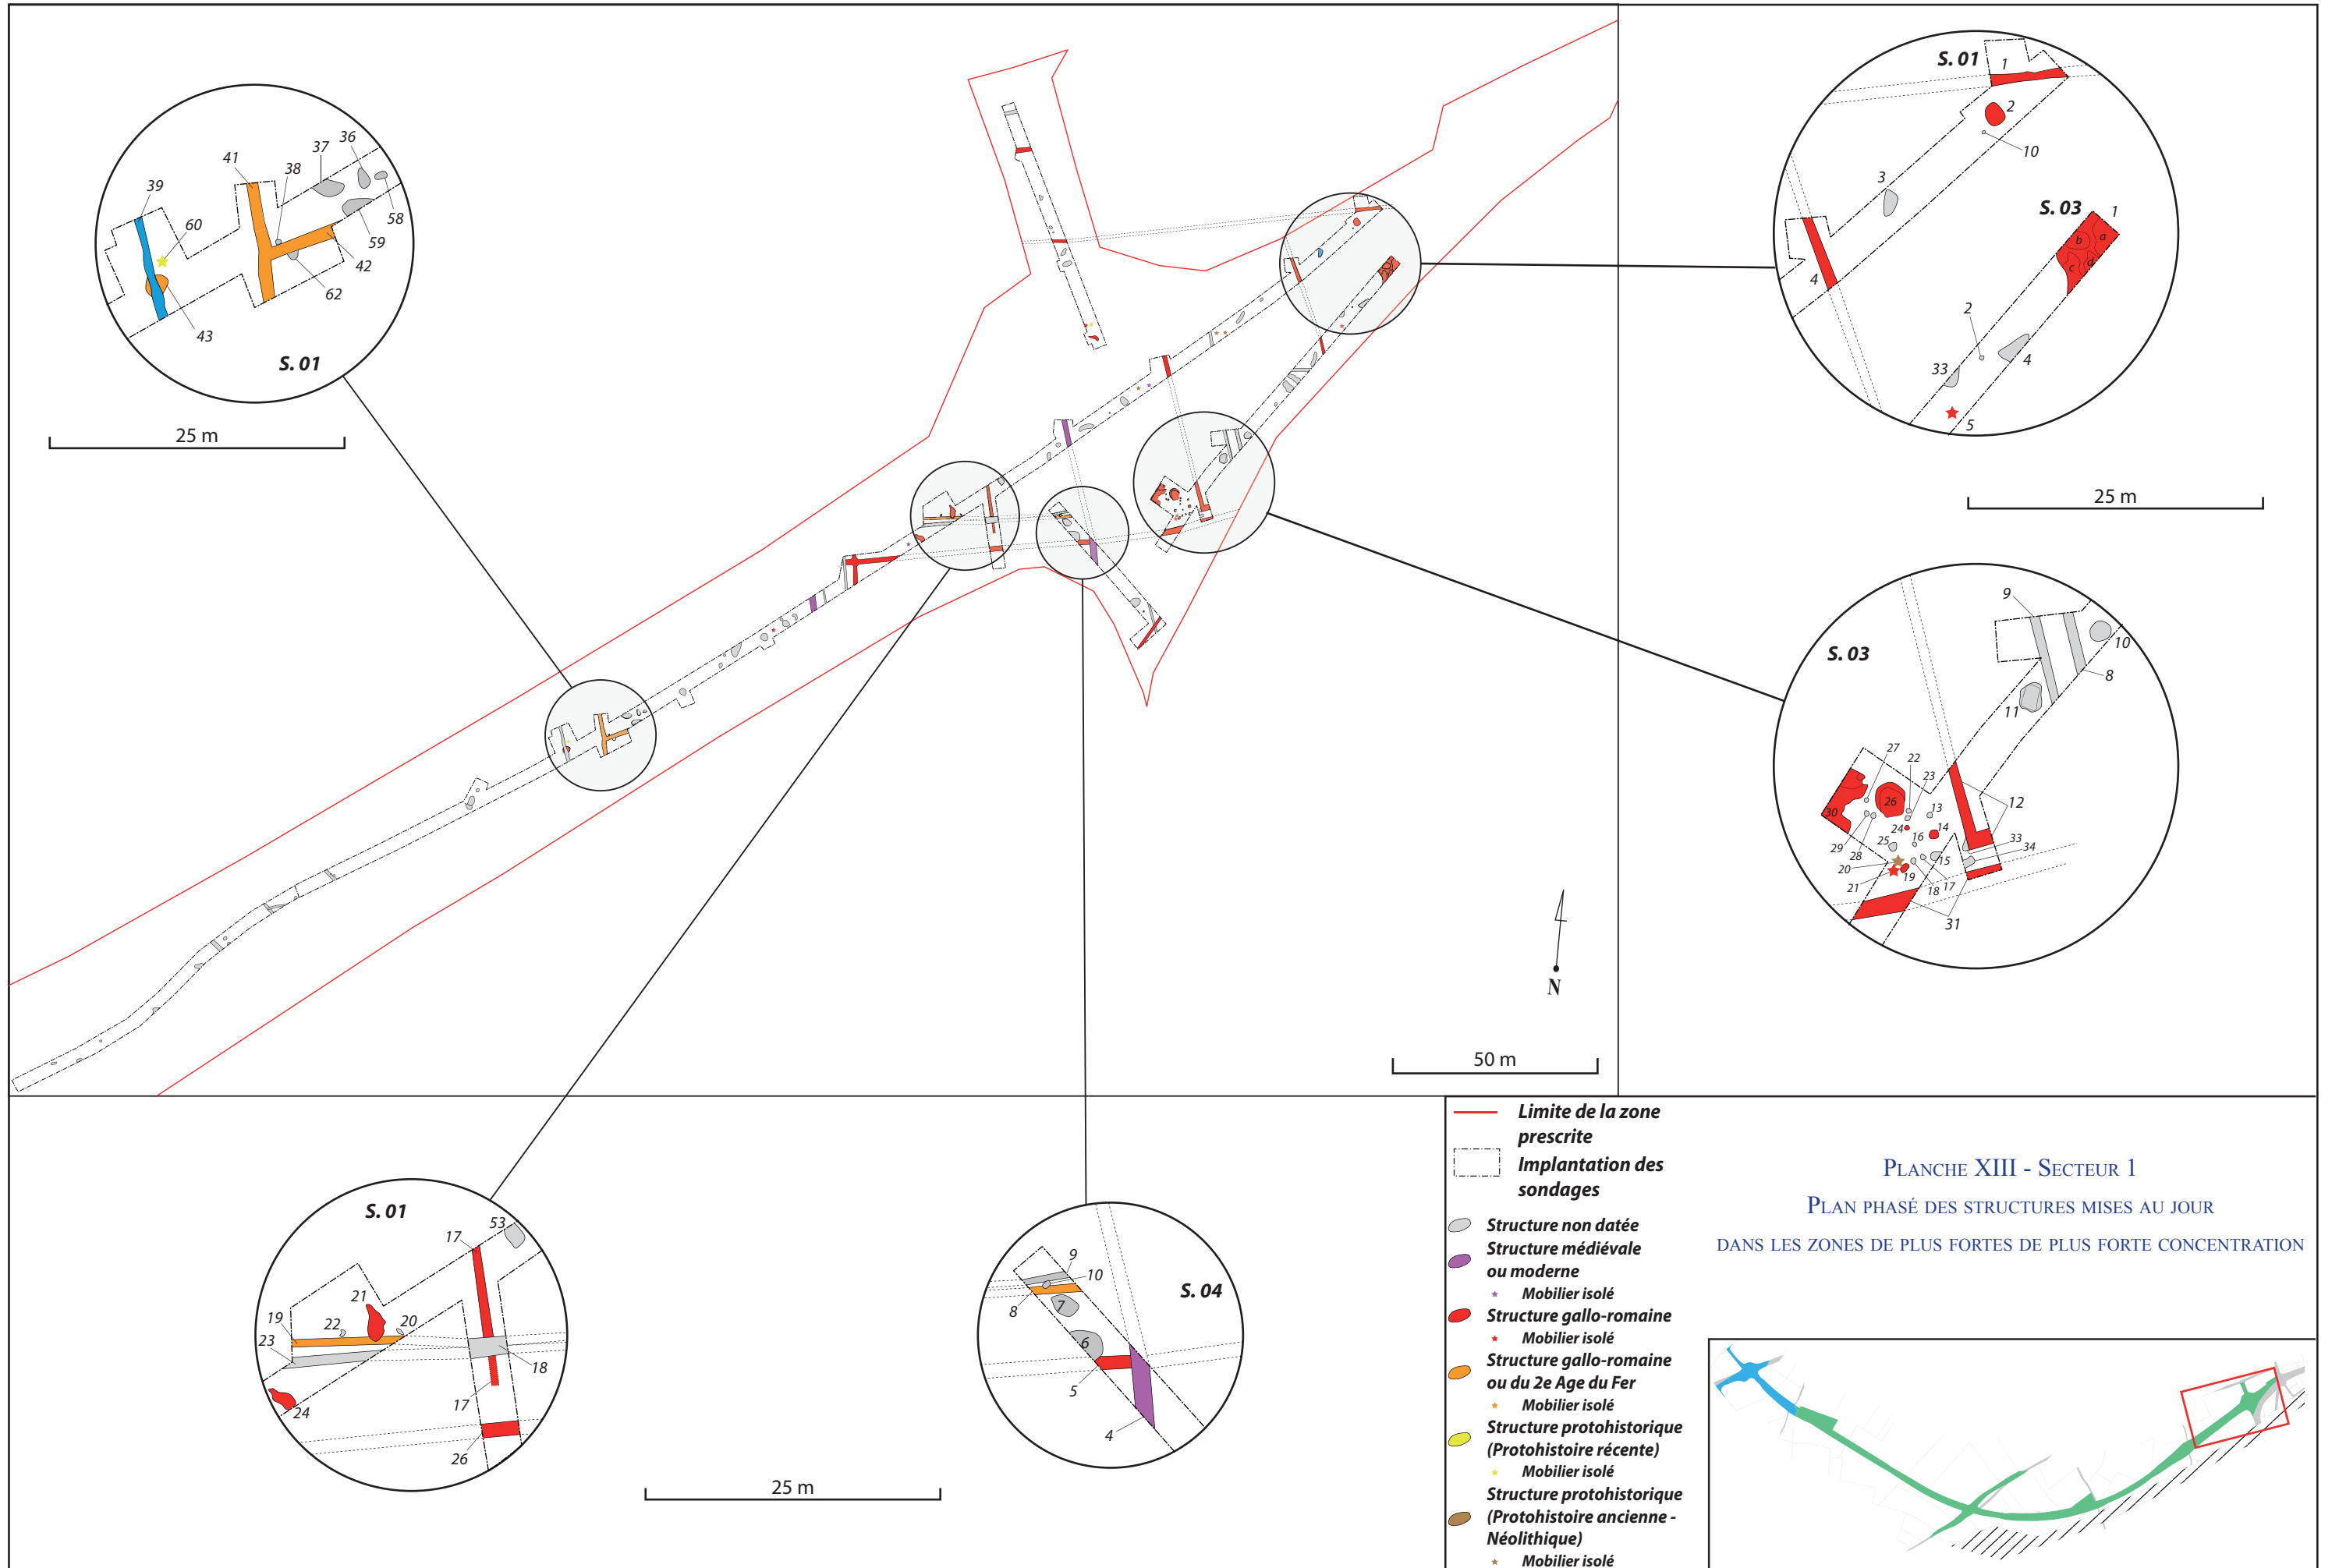 S. 01
41
37
36
38
39
60
58
59
42
62
43
S. 01
25 m
S. 01
1
2
10
3
S. 03
1
b
a
c
d
4
2
33
4
5
25 m
9
S. 03
10
8
11
27
22
23
26
13
12
30
24
14
16
25
33
29
28
34
20
15
21
19
18
17
31
N
50 m
S. 01
53
17
21
19
22
20
23
18
24
17
26
25 m
9
10
S. 04
8
7
6
5
4
Limite de la zone
prescrite
Implantation des
sondages
Structure non datée
Structure médiévale
ou moderne
Mobilier isolé
Structure gallo-romaine
Mobilier isolé
Structure gallo-romaine
ou du 2e Age du Fer
Mobilier isolé
Structure protohistorique
(Protohistoire récente)
Mobilier isolé
Structure protohistorique
(Protohistoire ancienne -
Néolithique)
Mobilier isolé
Planche XIII - Secteur 1
Plan phasé des structures mises au jour
dans les zones de plus fortes de plus forte concentration